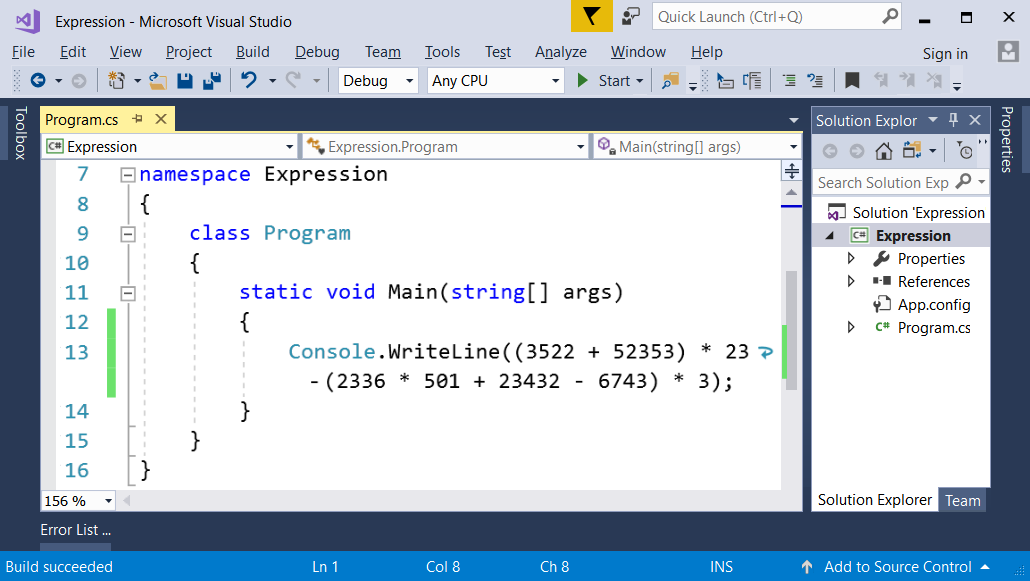 Expression - Microsoft Visual Studio
Quick Launch (Ctrl+Q)
File Edit View Project Build Debug Team Tools Test Analyze Window Help Sign in
Debug Any CPU Start
Toolbox
Program.cs
Expression Expression.Program Main(string[] args)
7 namespace Expression
8 {
9 class Program
10 {
11 static void Main(string[] args)
12 {
13 Console.WriteLine((3522 + 52353) * 23
-(2336 * 501 + 23432 - 6743) * 3);
14 }
15 }
16 }
156 %
Solution Explor
Search Solution Exp
Solution 'Expression
C# Expression
Properties
References
App.config
C# Program.cs
Solution Explorer Team
Properties
Error List ...
Build succeeded Ln 1 Col 8 Ch 8 INS Add to Source Control